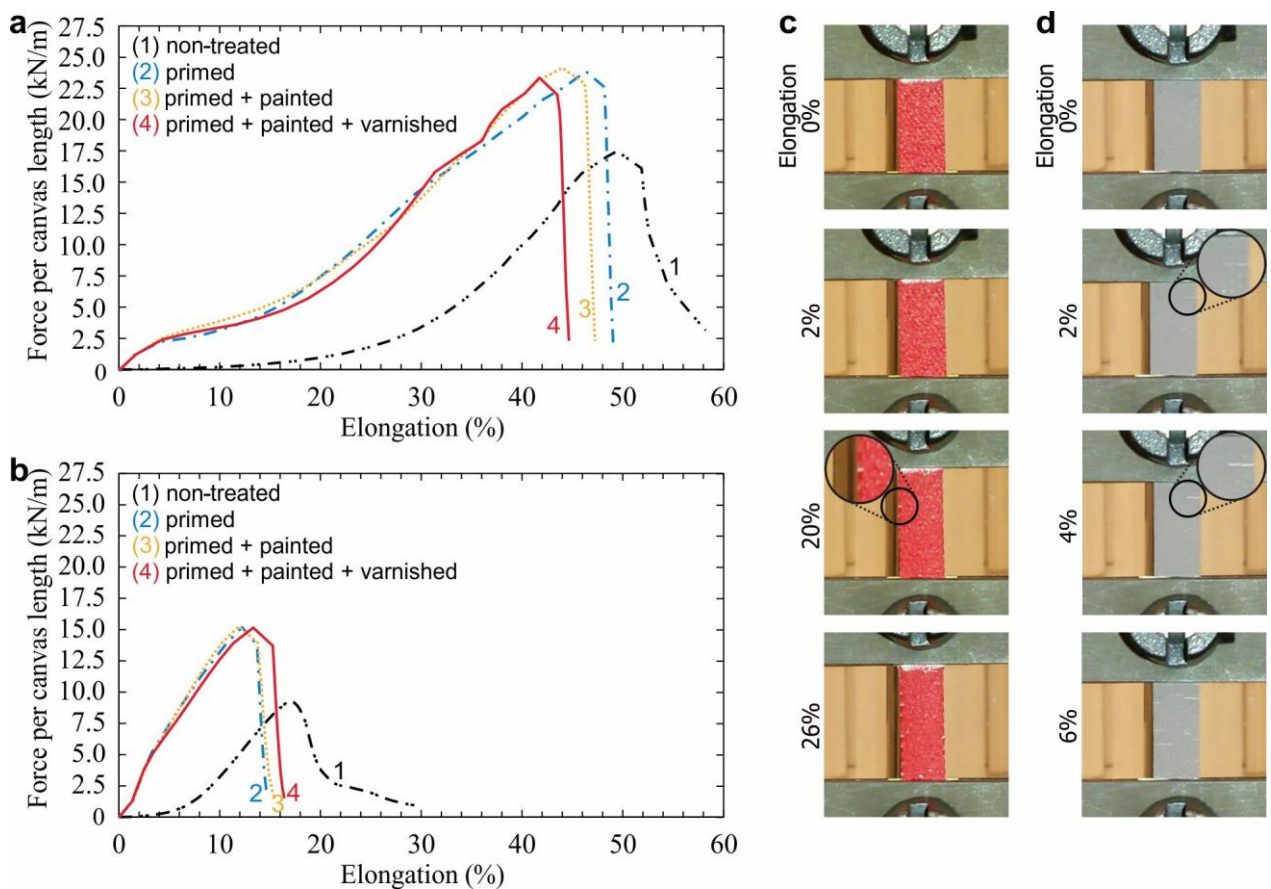 a
Force per canvas length (kN/m)
27.5
25.0
22.5
20.0
17.5
15.0
12.5
10.0
7.5
5.0
2.5
0
(1) non-treated
(2) primed
(3) primed + painted
(4) primed + painted + varnished
1
2
3
4
0 10 20 30 40 50 60
Elongation (%)
b
Force per canvas length (kN/m)
27.5
25.0
22.5
20.0
17.5
15.0
12.5
10.0
7.5
5.0
2.5
0
(1) non-treated
(2) primed
(3) primed + painted
(4) primed + painted + varnished
1
2
3
4
0 10 20 30 40 50 60
Elongation (%)
c
Elongation
0%
2%
20%
26%
d
Elongation
0%
2%
4%
6%